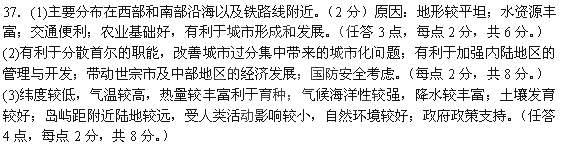 37．(1)主要分布在西部和南部沿海以及铁路线附近。（2 分）原因：地形较平坦；水资源丰
富；交通便利；农业基础好，有利于城市形成和发展。（任答 3 点，每点 2 分，共 6 分。）
(2)有利于分散首尔的职能，改善城市过分集中带来的城市化问题；有利于加强内陆地区的
管理与开发；带动世宗市及中部地区的经济发展；国防安全考虑。（每点 2 分，共 8 分。）
(3)纬度较低，气温较高，热量较丰富利于育种；气候海洋性较强，降水较丰富；土壤发育
较好；岛屿距附近陆地较远，受人类活动影响较小，自然环境较好；政府政策支持。（任答
4 点，每点 2 分，共 8 分。）